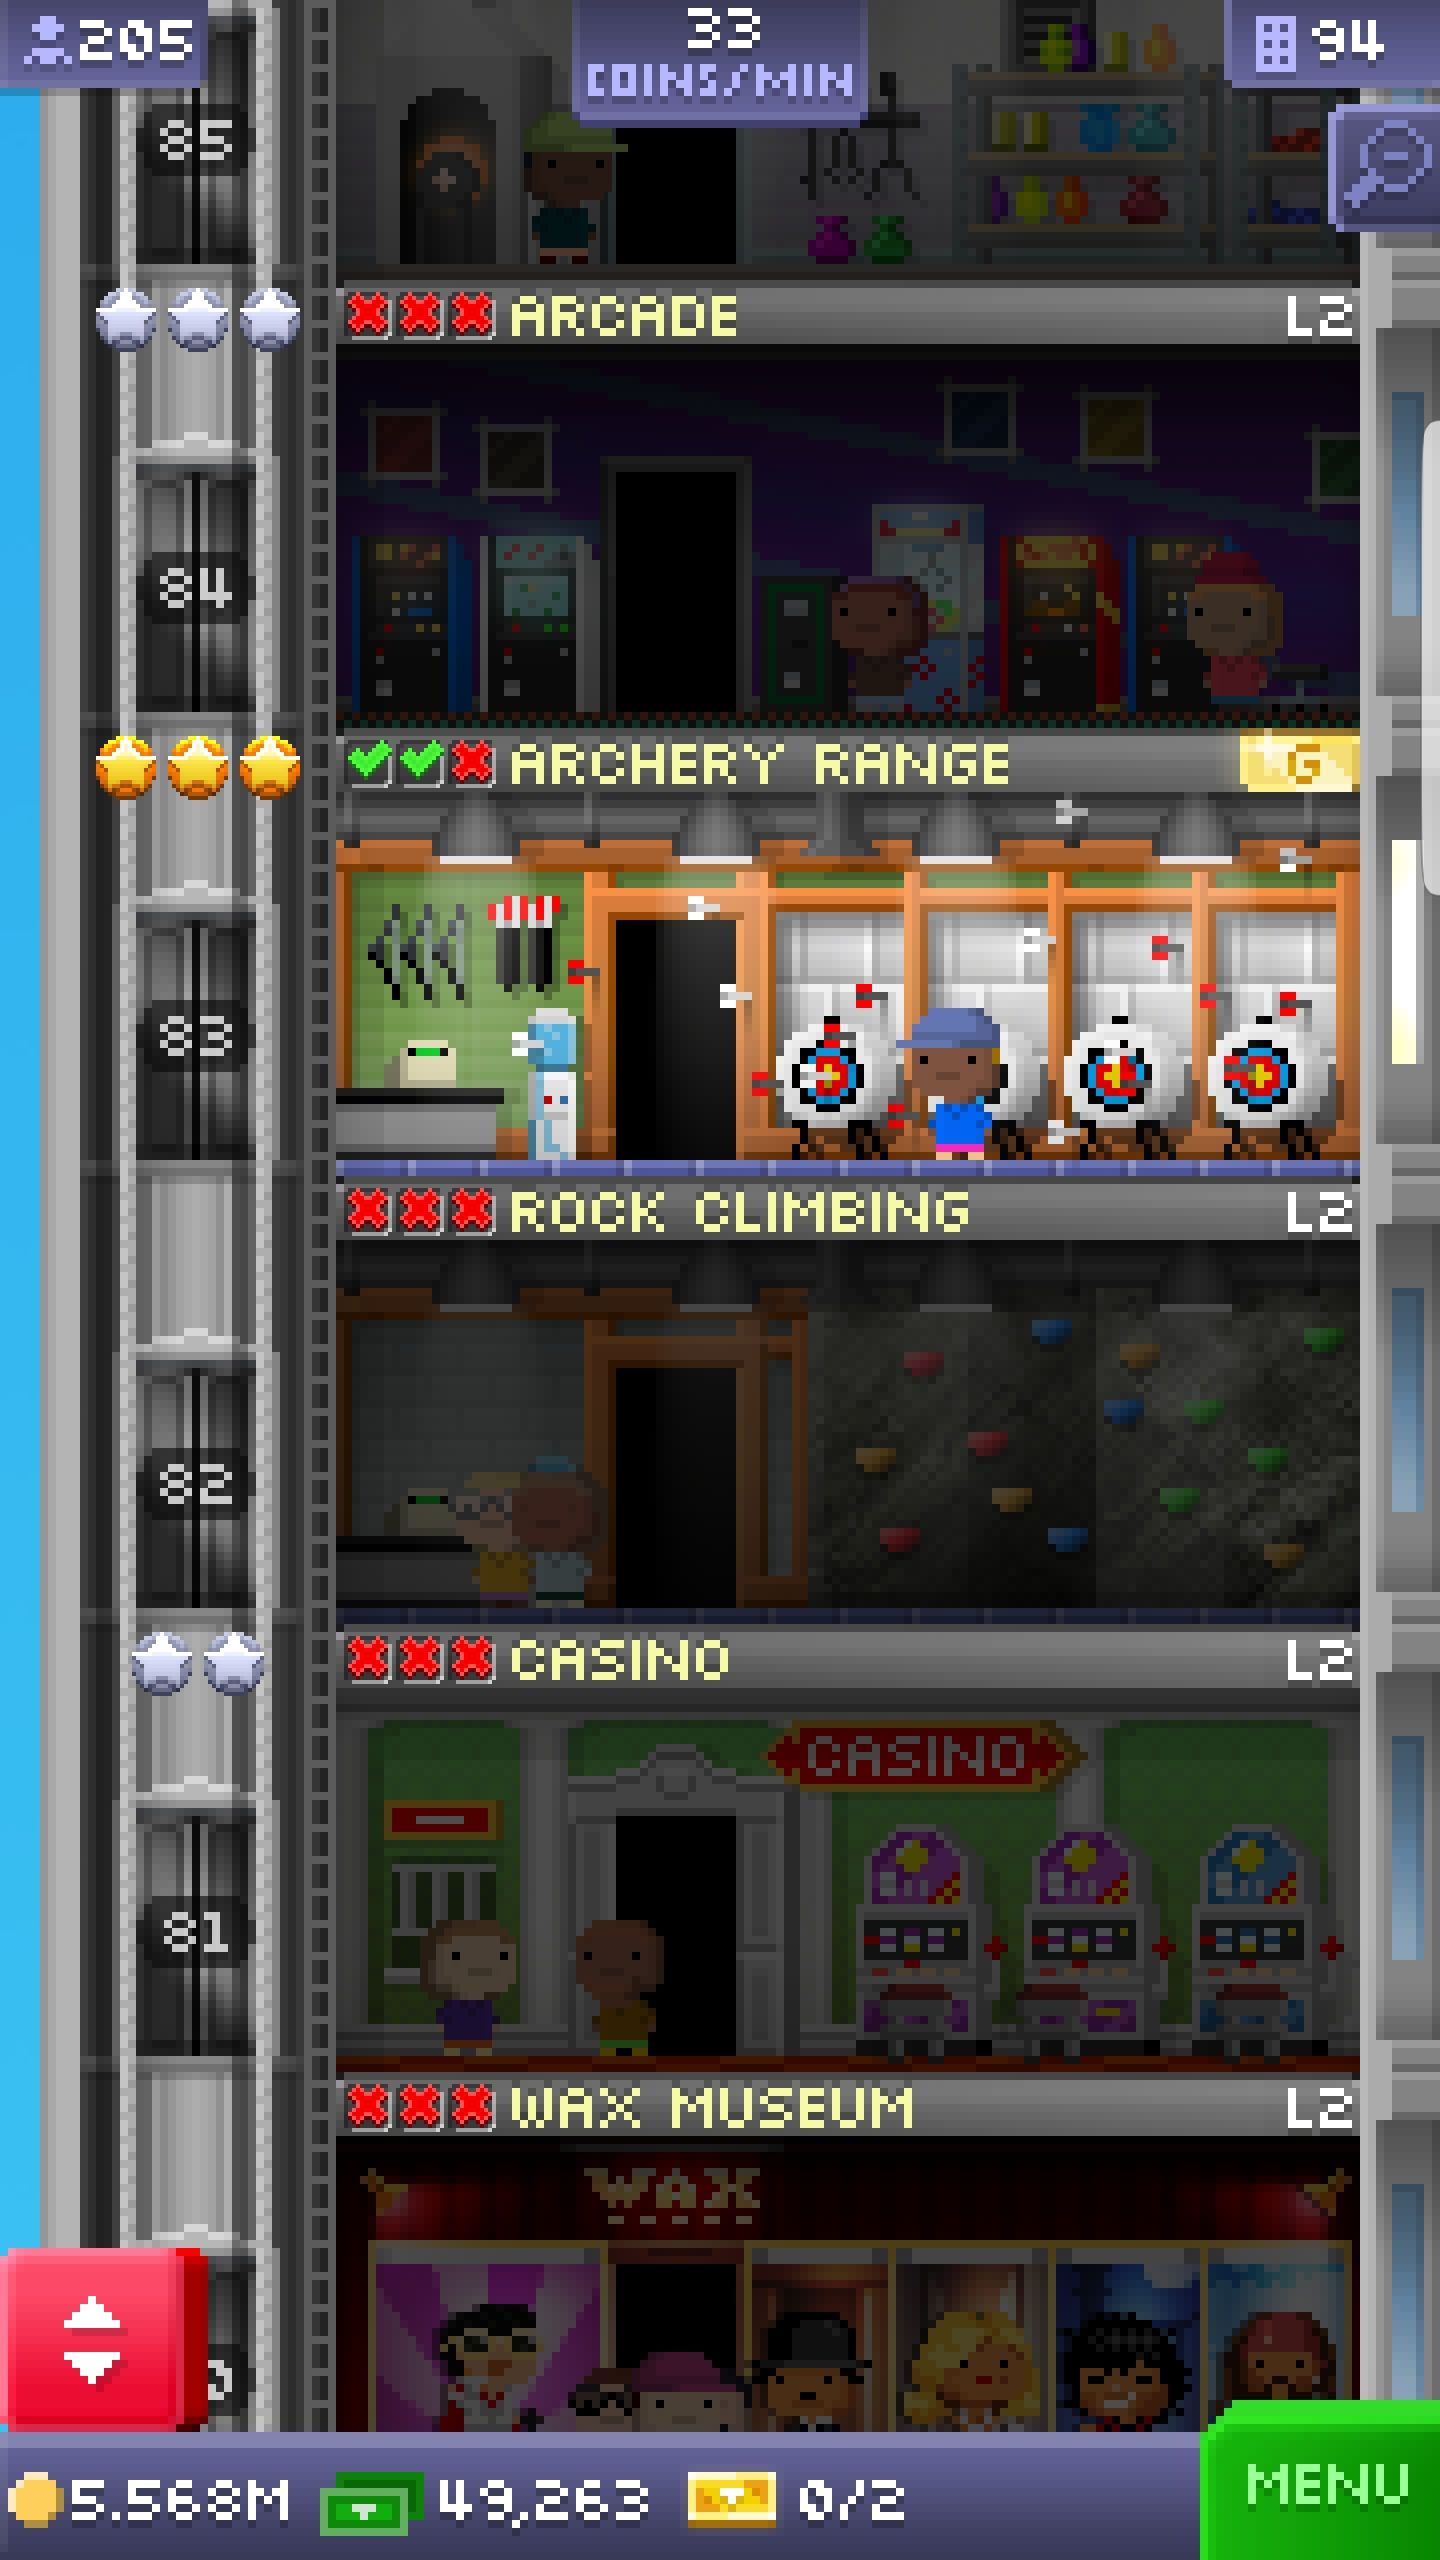 205
33
COINS/MIN
94
85
ARCADE
L2
84
ARCHERY RANGE
G
83
ROCK CLIMBING
L2
82
CASINO
L2
CASINO
81
WAX MUSEUM
L2
WAX
5.568M
49,263
0/2
MENU